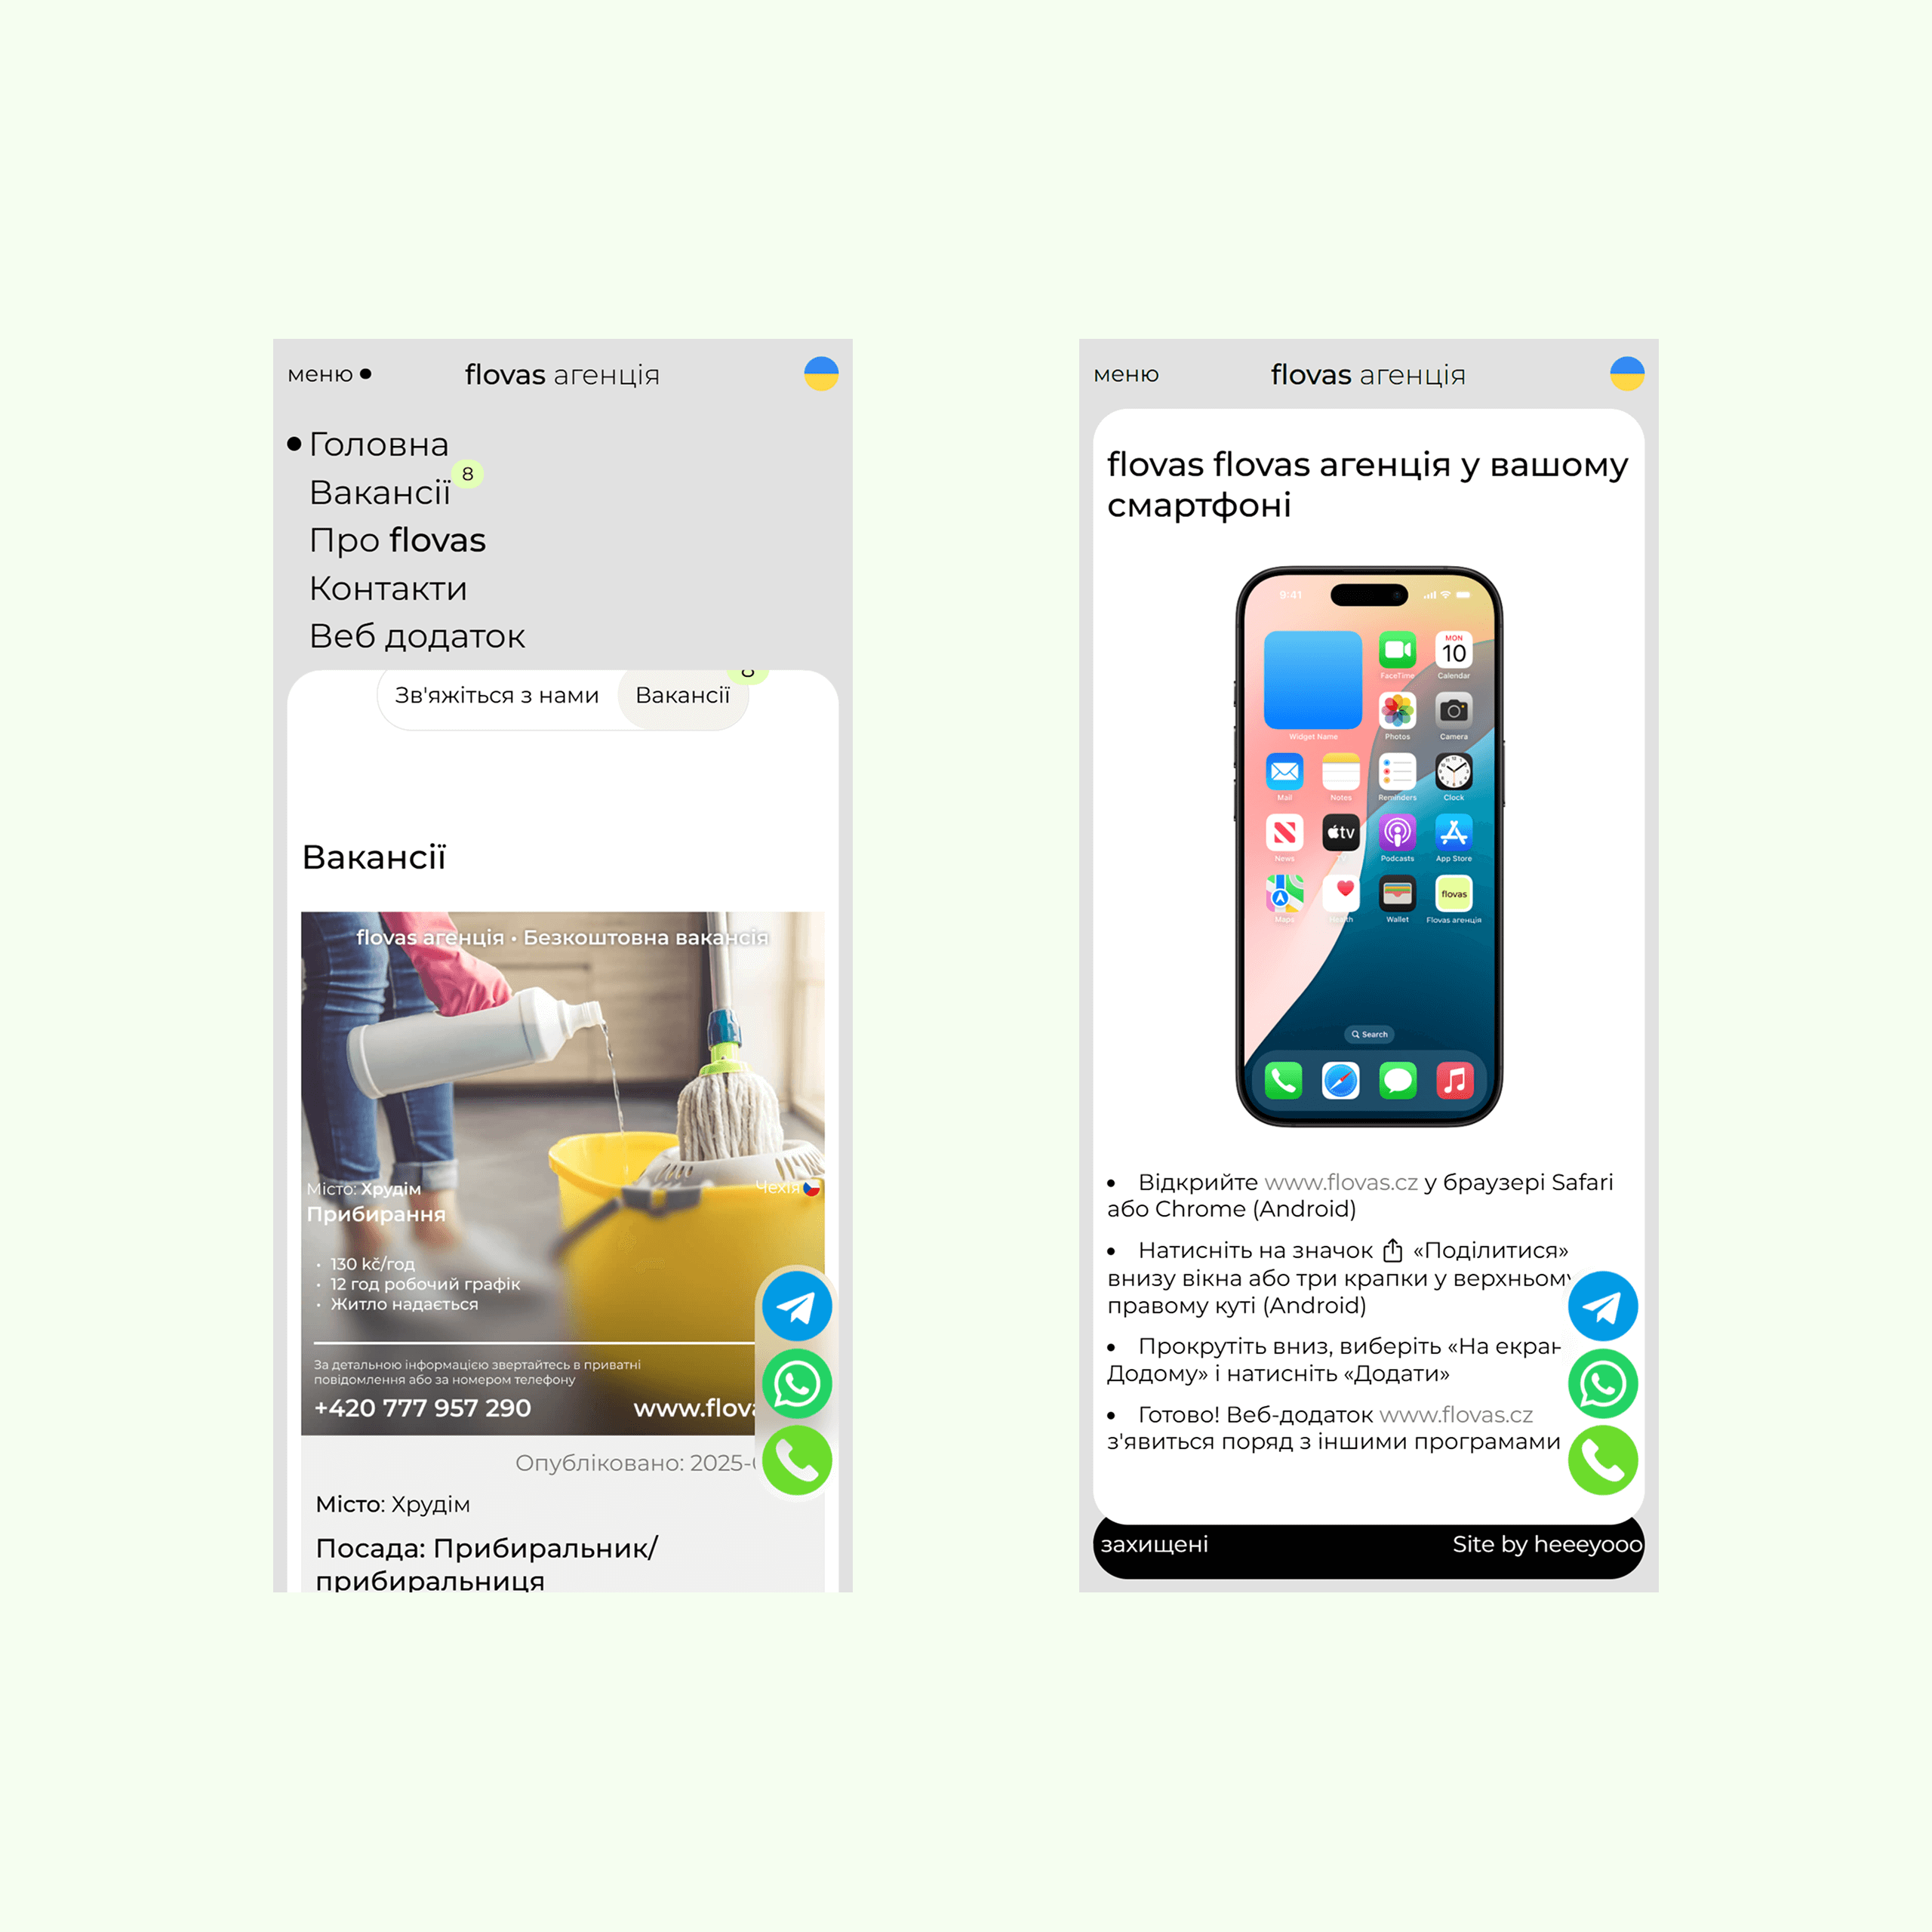 меню
flovas агенція
Головна
Вакансії
8
Про flovas
Контакти
Веб додаток
Зв'яжіться з нами
Вакансії
Вакансії
flovas агенція • Безкоштовна вакансія
Місто: Хрудім
Чехія
Прибирання
• 130 kč/год
• 12 год робочий графік
• Житло надається
За детальною інформацією звертайтесь в приватні
повідомлення або за номером телефону
+420 777 957 290
www.flova
Опубліковано: 2025-
Місто: Хрудім
Посада: Прибиральник/
прибиральниця
меню
flovas агенція
flovas flovas агенція у вашому
смартфоні
9:41
MON
10
FaceTime
Calendar
Widget Name
Photos
Camera
Mail
Notes
Reminders
Clock
tv
News
Podcasts
App Store
flovas
Maps
Health
Wallet
Flovas агенція
Search
• Відкрийте www.flovas.cz у браузері Safari
або Chrome (Android)
• Натисніть на значок «Поділитися»
внизу вікна або три крапки у верхньому
правому куті (Android)
• Прокрутіть вниз, виберіть «На екран
Додому» і натисніть «Додати»
• Готово! Веб-додаток www.flovas.cz
з'явиться поряд з іншими програмами
захищені
Site by heeeyooo